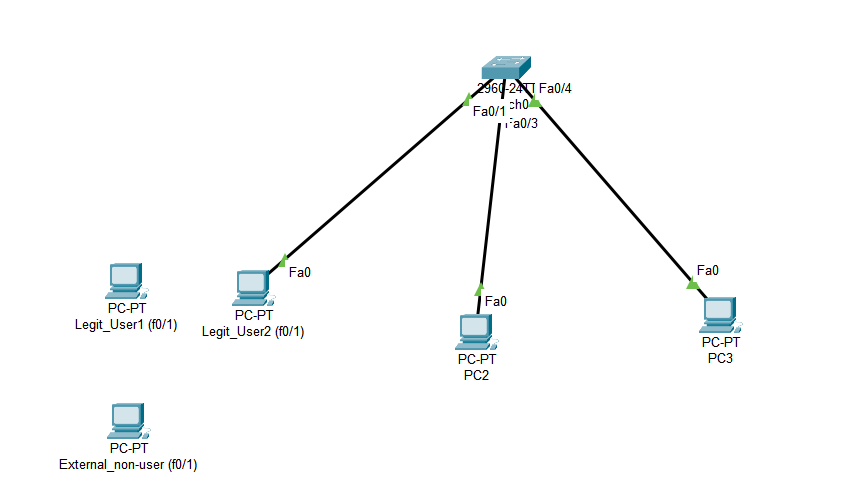 2960-24TT
Fa0/4
Fa0/1
ch0
Fa0/3
Fa0
Fa0
Fa0
PC-PT
Legit_User1 (f0/1)
PC-PT
Legit_User2 (f0/1)
PC-PT
PC2
PC-PT
PC3
PC-PT
External_non-user (f0/1)